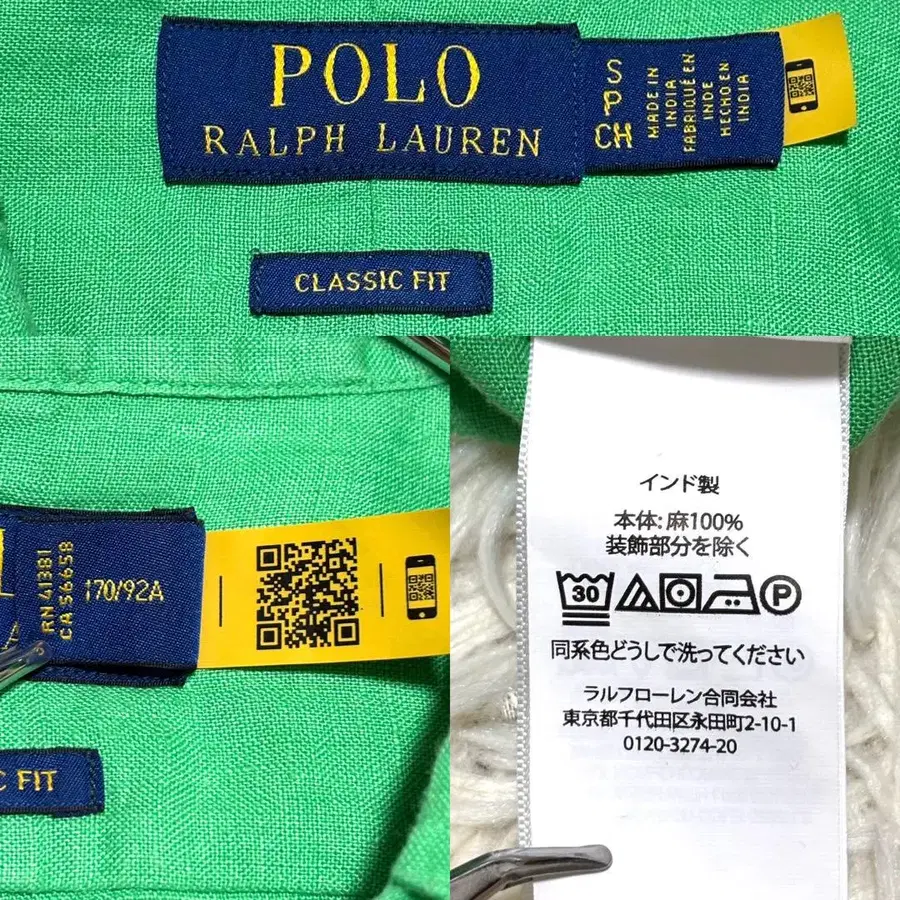 POLO
RALPH LAUREN
S
P
CH
MADE IN
INDIA
FABRIQUÉ EN
INDE
HECHO EN
INDIA
CLASSIC FIT
RN 41381
CA 56658
170/92A
C FIT
インド製
本体: 麻100%
装飾部分を除く
30
P
同系色どうしで洗ってください
ラルフローレン合同会社
東京都千代田区永田町2-10-1
0120-3274-20